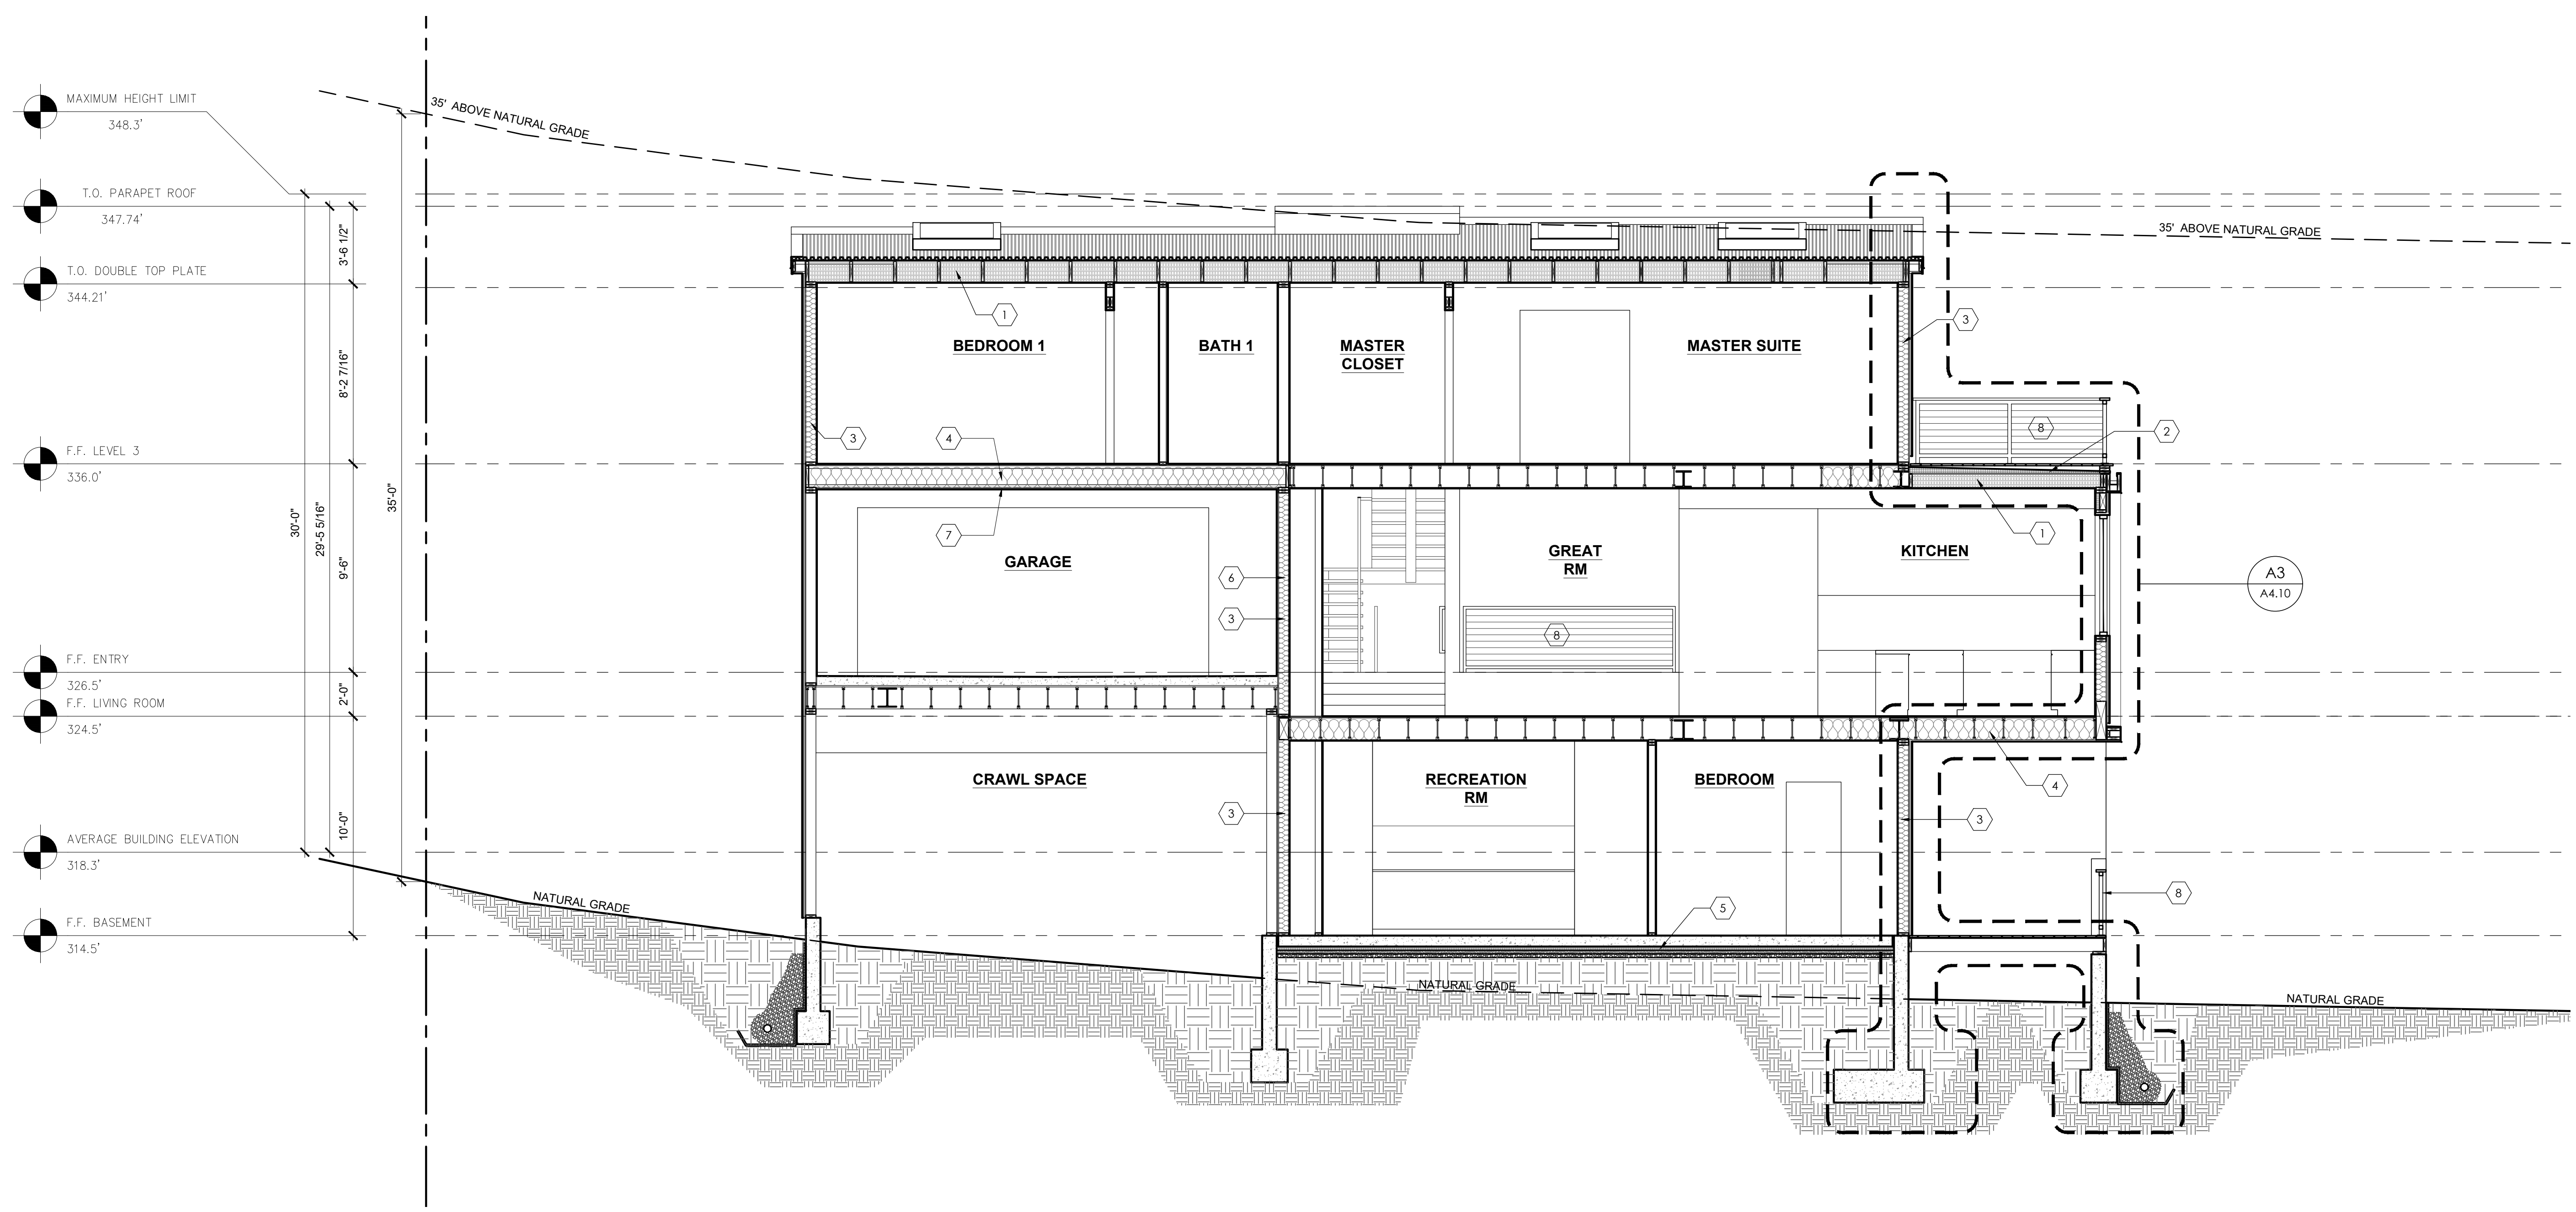 MAXIMUM HEIGHT LIMIT
348.3'
T.O. PARAPET ROOF
347.74'
T.O. DOUBLE TOP PLATE
344.21'
F.F. LEVEL 3
336.0'
F.F. ENTRY
326.5'
F.F. LIVING ROOM
324.5'
AVERAGE BUILDING ELEVATION
318.3'
F.F. BASEMENT
314.5'
30'-0"
29'-5 5/16"
3'-6 1/2"
8'-2 7/16"
9'-6"
2'-0"
10'-0"
35'-0"
35' ABOVE NATURAL GRADE
35' ABOVE NATURAL GRADE
1
3
BEDROOM 1
BATH 1
MASTER
CLOSET
MASTER SUITE
3
4
8
2
7
1
GARAGE
GREAT
RM
KITCHEN
6
3
8
A3
A4.10
CRAWL SPACE
RECREATION
RM
BEDROOM
4
3
3
5
8
NATURAL GRADE
NATURAL GRADE
NATURAL GRADE